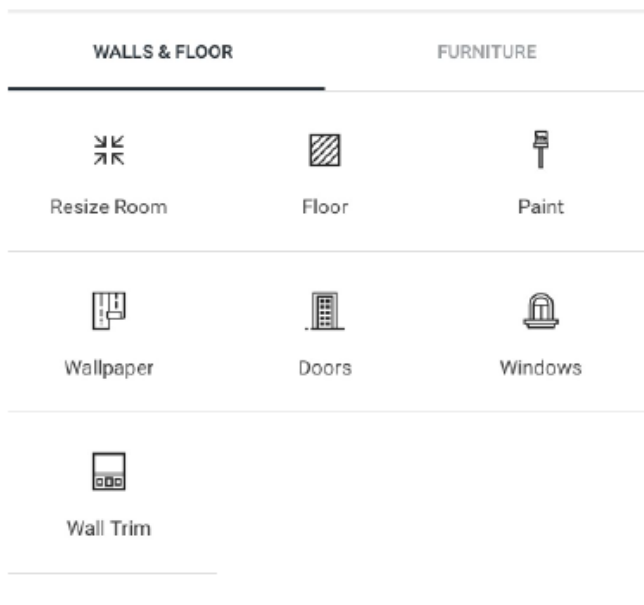 WALLS & FLOOR
FURNITURE
Resize Room
Floor
Paint
Wallpaper
Doors
Windows
Wall Trim